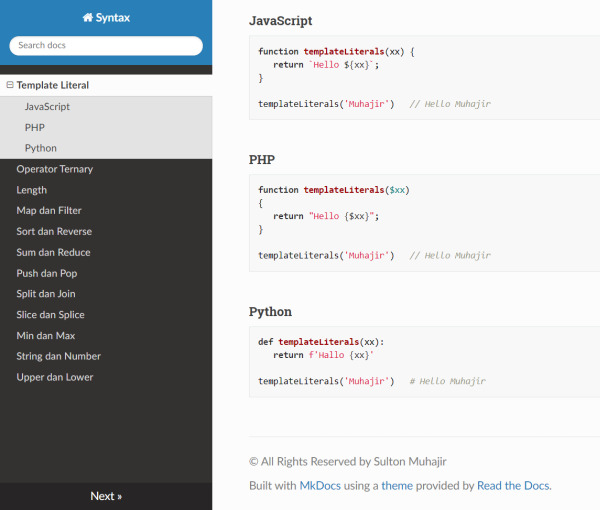 Syntax
Search docs
Template Literal
JavaScript
PHP
Python
Operator Ternary
Length
Map dan Filter
Sort dan Reverse
Sum dan Reduce
Push dan Pop
Split dan Join
Slice dan Splice
Min dan Max
String dan Number
Upper dan Lower
Next »
JavaScript
function templateLiterals(xx) {
return `Hello ${xx}`;
}
templateLiterals('Muhajir') // Hello Muhajir
PHP
function templateLiterals($xx)
{
return "Hello {$xx}";
}
templateLiterals('Muhajir') // Hello Muhajir
Python
def templateLiterals(xx):
return f'Hallo {xx}'
templateLiterals('Muhajir') # Hello Muhajir
© All Rights Reserved by Sulton Muhajir
Built with MkDocs using a theme provided by Read the Docs.